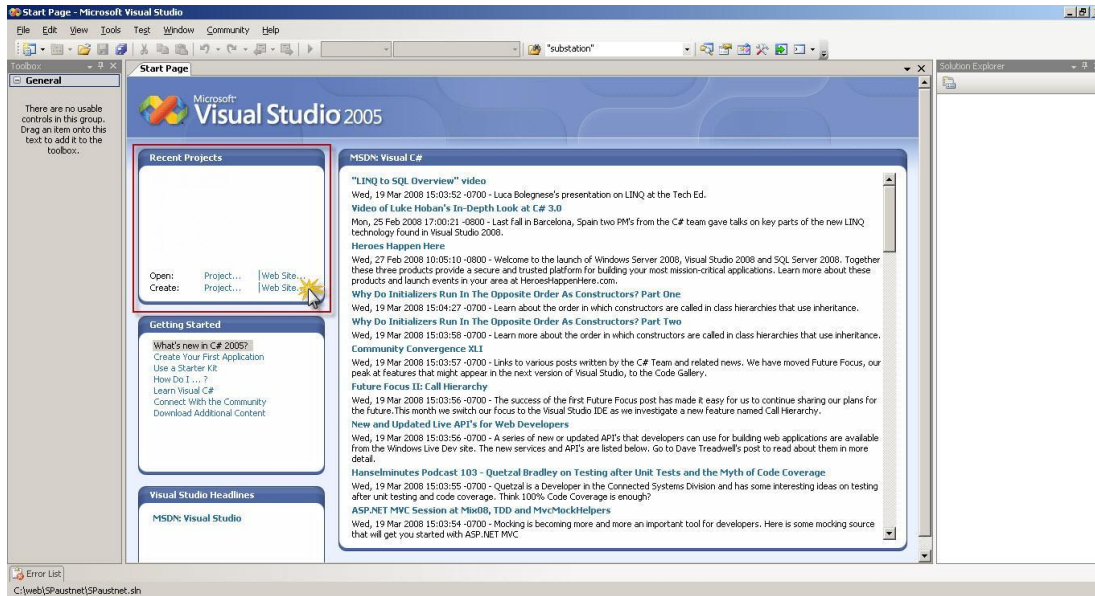 Start Page - Microsoft Visual Studio
File Edit View Tools Test Window Community Help
"substation"
Toolbox
General
There are no usable
controls in this group.
Drag an item onto this
text to add it to the
toolbox.
Start Page
Microsoft
Visual Studio 2005
Recent Projects
Open: Project... Web Site...
Create: Project... Web Site...
Getting Started
What's new in C# 2005?
Create Your First Application
Use a Starter Kit
How Do I ... ?
Learn Visual C#
Connect With the Community
Download Additional Content
Visual Studio Headlines
MSDN: Visual Studio
MSDN: Visual C#
"LINQ to SQL Overview" video
Wed, 19 Mar 2008 15:03:52 -0700 - Luca Bolegnese's presentation on LINQ at the Tech Ed.
Video of Luke Hoban's In-Depth Look at C# 3.0
Mon, 25 Feb 2008 17:00:21 -0800 - Last fall in Barcelona, Spain two PM's from the C# team gave talks on key parts of the new LINQ
technology found in Visual Studio 2008.
Heroes Happen Here
Wed, 27 Feb 2008 10:05:10 -0800 - Welcome to the launch of Windows Server 2008, Visual Studio 2008 and SQL Server 2008. Together
these three products provide a secure and trusted platform for building your most mission-critical applications. Learn more about these
products and launch events in your area at HeroesHappenHere.com.
Why Do Initializers Run In The Opposite Order As Constructors? Part One
Wed, 19 Mar 2008 15:04:27 -0700 - Learn about the order in which constructors are called in class hierarchies that use inheritance.
Why Do Initializers Run In The Opposite Order As Constructors? Part Two
Wed, 19 Mar 2008 15:03:58 -0700 - Learn more about the order in which constructors are called in class hierarchies that use inheritance.
Community Convergence XLI
Wed, 19 Mar 2008 15:03:57 -0700 - Links to various posts written by the C# Team and related news. We have moved Future Focus, our
peak at features that might appear in the next version of Visual Studio, to the Code Gallery.
Future Focus II: Call Hierarchy
Wed, 19 Mar 2008 15:03:56 -0700 - The success of the first Future Focus post has made it easy for us to continue sharing our plans for
the future.This month we switch our focus to the Visual Studio IDE as we investigate a new feature named Call Hierarchy.
New and Updated Live API's for Web Developers
Wed, 19 Mar 2008 15:03:56 -0700 - A series of new or updated API's that developers can use for building web applications are available
from the Windows Live Dev site. The new services and API's are listed below. Go to Dave Treadwell's post to read about them in more
detail.
Hanselminutes Podcast 103 - Quetzal Bradley on Testing after Unit Tests and the Myth of Code Coverage
Wed, 19 Mar 2008 15:03:55 -0700 - Quetzal is a Developer in the Connected Systems Division and has some interesting ideas on testing
after unit testing and code coverage. Think 100% Code Coverage is enough?
ASP.NET MVC Session at Mix08, TDD and MvcMockHelpers
Wed, 19 Mar 2008 15:03:54 -0700 - Mocking is becoming more and more an important tool for developers. Here is some mocking source
that will get you started with ASP.NET MVC
Solution Explorer
Error List
C:\web\SPaustnet\SPaustnet.sln